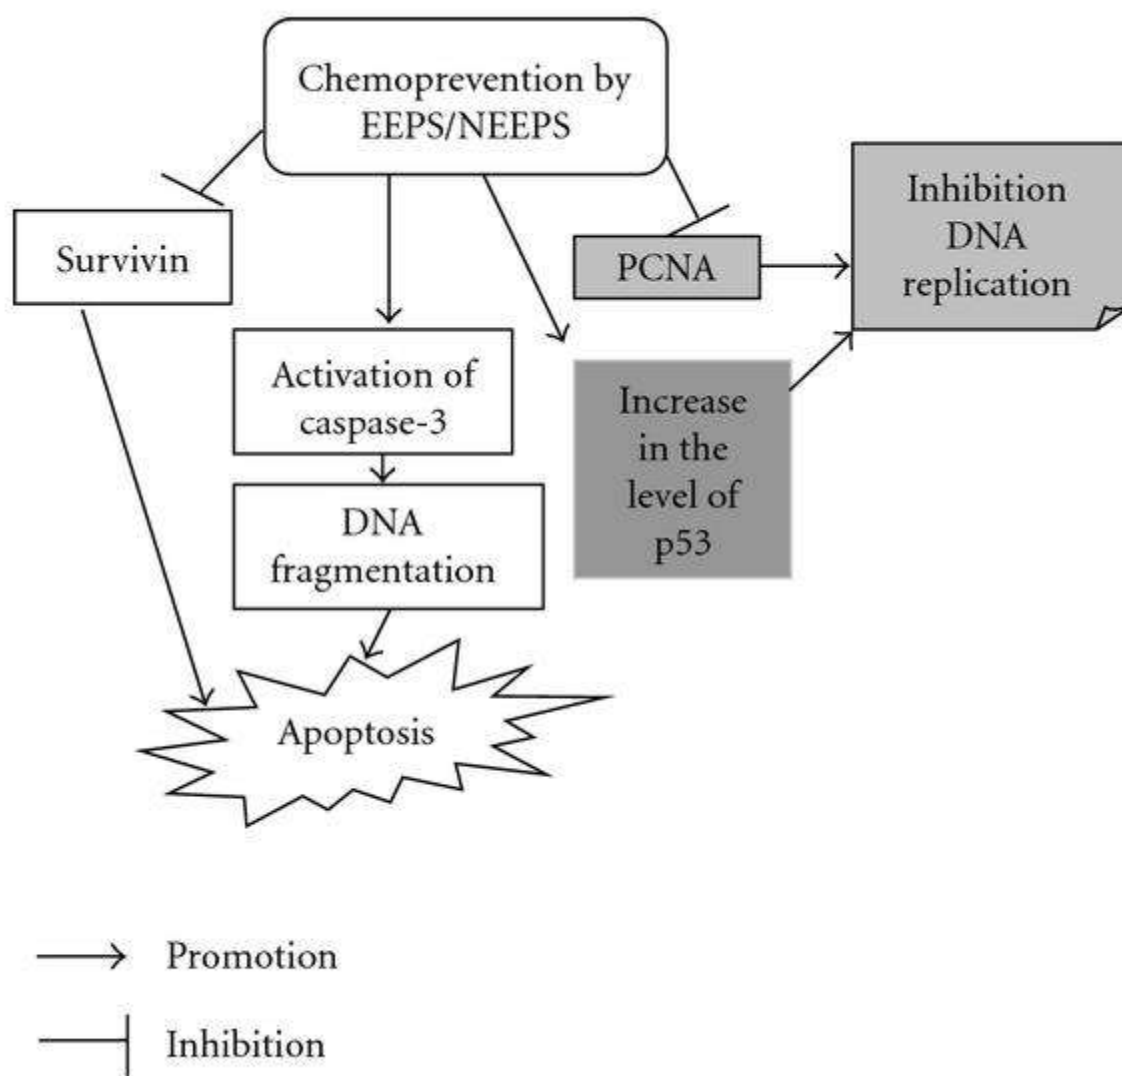 Chemoprevention by
EEPS/NEEPS
Inhibition
DNA
replication
Survivin
PCNA
Activation of
caspase-3
Increase
in the
level of
p53
DNA
fragmentation
Apoptosis
Promotion
Inhibition